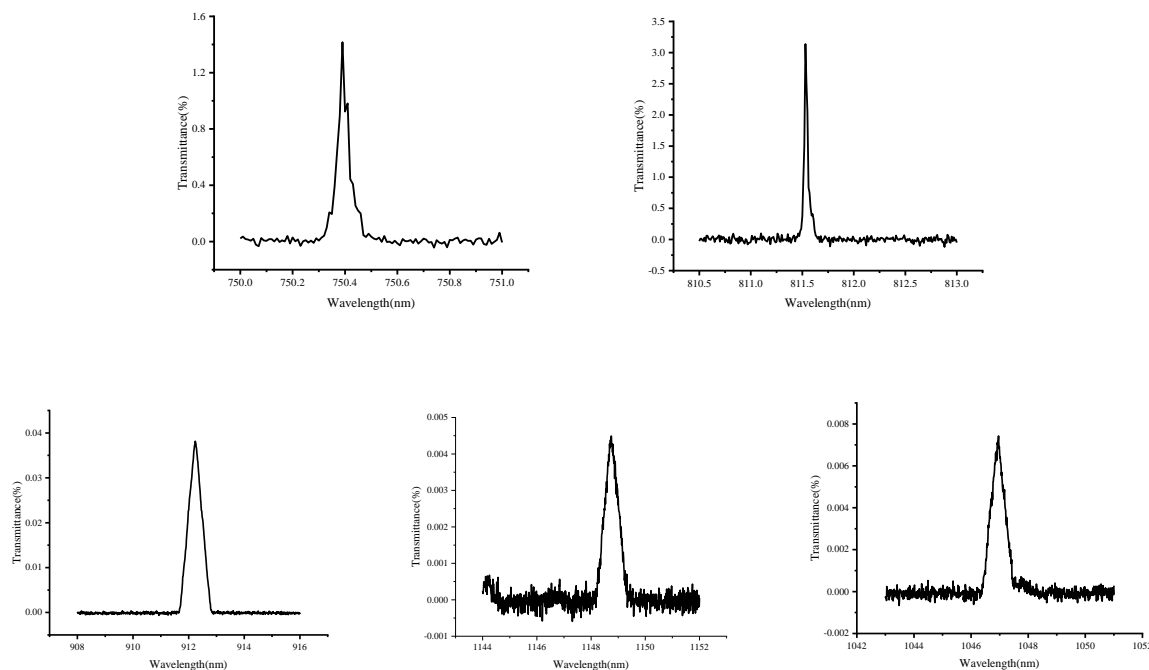 1.6
1.2
0.8
0.4
0.0
Transmittance(%)
750.0 750.2 750.4 750.6 750.8 751.0
Wavelength(nm)
3.5
3.0
2.5
2.0
1.5
1.0
0.5
0.0
-0.5
Transmittance(%)
810.5 811.0 811.5 812.0 812.5 813.0
Wavelength(nm)
0.04
0.03
0.02
0.01
0.00
Transmittance(%)
908 910 912 914 916
Wavelength(nm)
0.005
0.004
0.003
0.002
0.001
0.000
-0.001
Transmittance(%)
1144 1146 1148 1150 1152
Wavelength(nm)
0.008
0.006
0.004
0.002
0.000
-0.002
Transmittance(%)
1042 1044 1046 1048 1050 1052
Wavelength(nm)